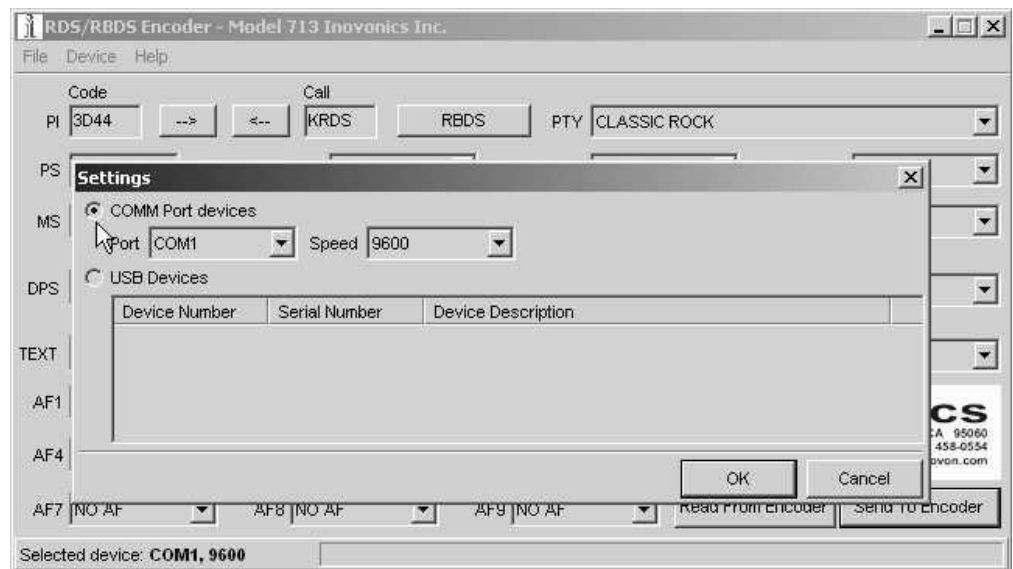 RDS/RBDS Encoder - Model 713 Inovonics Inc.
File Device Help
Code Call
PI 3D44 --> <-- KRDS RBDS PTY CLASSIC ROCK
PS
Settings
MS
COMM Port devices
Port COM1 Speed 9600
USB Devices
DPS
Device Number Serial Number Device Description
TEXT
AF1
CS
CA 95060
458-0554
ovon.com
AF4
OK Cancel
AF7 NO AF AF8 NO AF AF9 NO AF Read From Encoder Send To Encoder
Selected device: COM1, 9600